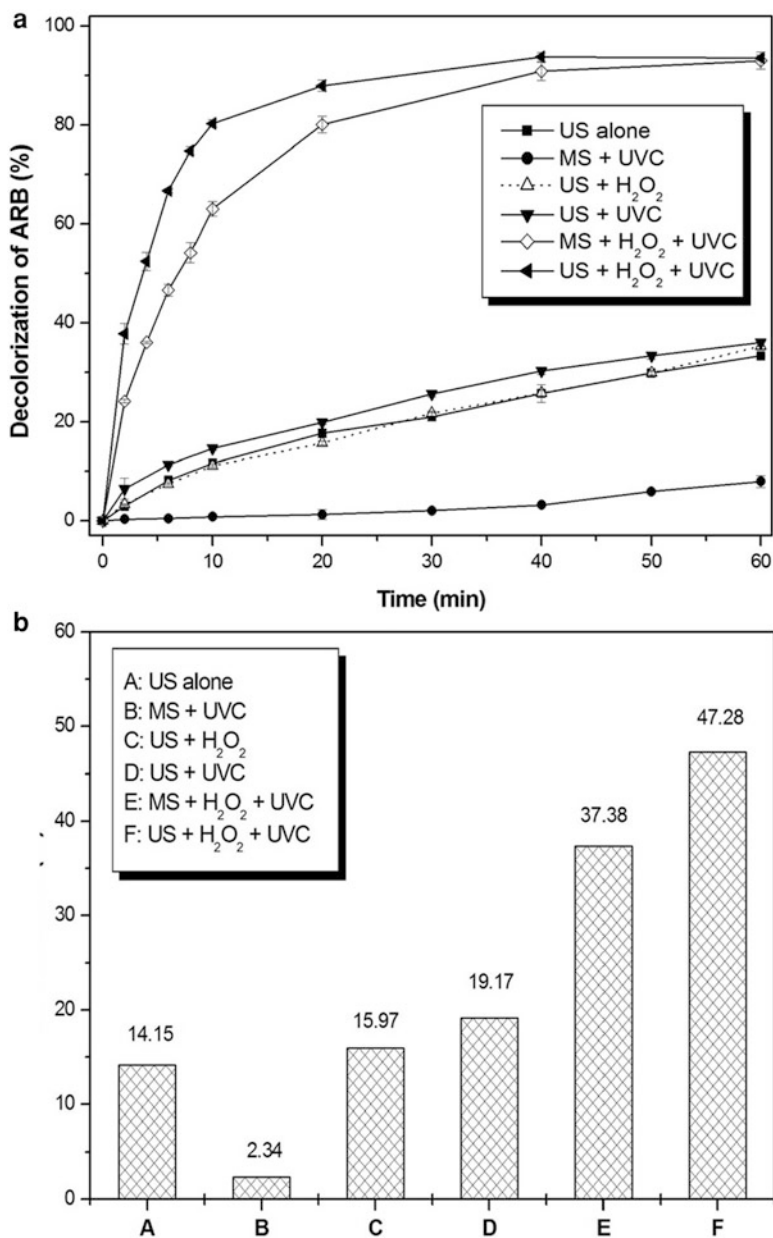 a
100
80
60
40
20
0
Decolorization of ARB (%)
US alone
MS + UVC
US + H₂O₂
US + UVC
MS + H₂O₂ + UVC
US + H₂O₂ + UVC
0 10 20 30 40 50 60
Time (min)
b
60
50
40
30
20
10
0
A: US alone
B: MS + UVC
C: US + H₂O₂
D: US + UVC
E: MS + H₂O₂ + UVC
F: US + H₂O₂ + UVC
14.15
2.34
15.97
19.17
37.38
47.28
A B C D E F